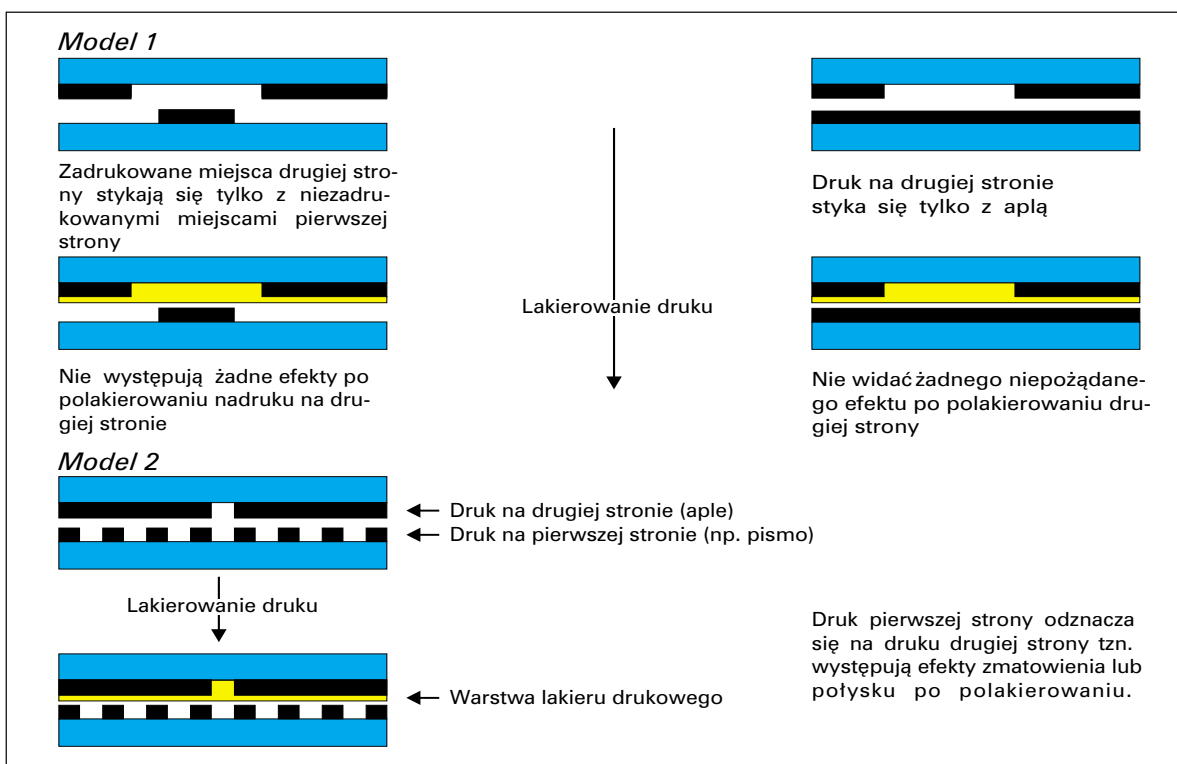 Model 1
Zadrukowane miejsca drugiej stro-
ny stykają się tylko z niezadru-
kowanymi miejscami pierwszej
strony
Druk na drugiej stronie
styka się tylko z aplą
Lakierowanie druku
Nie występują żadne efekty po
polakierowaniu nadruku na dru-
giej stronie
Nie widać żadnego niepożądane-
go efektu po polakierowaniu dru-
giej strony
Model 2
Druk na drugiej stronie (aple)
Druk na pierwszej stronie (np. pismo)
Lakierowanie druku
Warstwa lakieru drukowego
Druk pierwszej strony odznacza
się na druku drugiej strony tzn.
występują efekty zmatowienia lub
połysku po polakierowaniu.